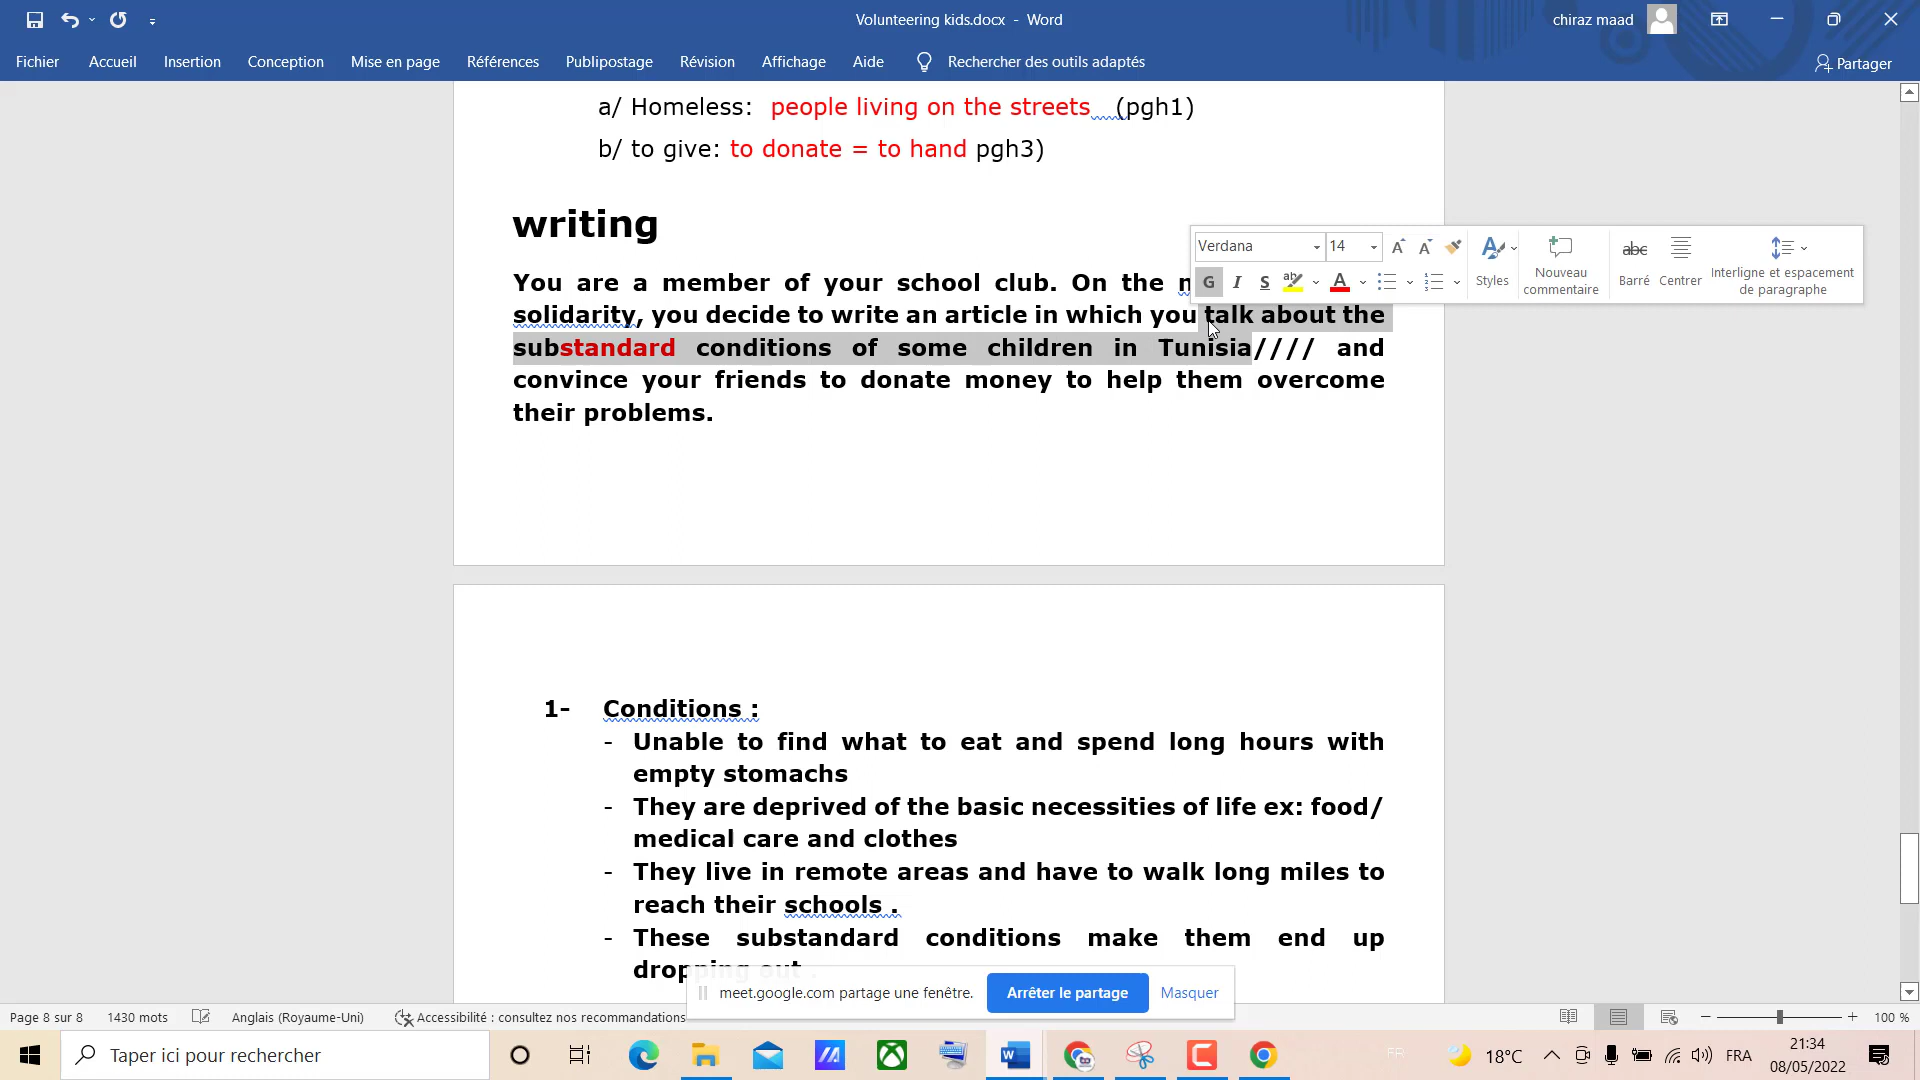 Volunteering kids.docx - Word
chiraz maad
Fichier Accueil Insertion Conception Mise en page Références Publipostage Révision Affichage Aide Rechercher des outils adaptés Partager
a/ Homeless: people living on the streets (pgh1)
b/ to give: to donate = to hand pgh3)
writing
Verdana 14
G I S
Styles
Nouveau commentaire
abc Barré
Centrer
Interligne et espacement de paragraphe
You are a member of your school club. On the
solidarity, you decide to write an article in which you talk about the
substandard conditions of some children in Tunisia//// and
convince your friends to donate money to help them overcome
their problems.
1- Conditions :
- Unable to find what to eat and spend long hours with
empty stomachs
- They are deprived of the basic necessities of life ex: food/
medical care and clothes
- They live in remote areas and have to walk long miles to
reach their schools .
- These substandard conditions make them end up
dropping out .
meet.google.com partage une fenêtre. Arrêter le partage Masquer
Page 8 sur 8 1430 mots Anglais (Royaume-Uni) Accessibilité : consultez nos recommandations 100 %
Taper ici pour rechercher
FR 18°C FRA 21:34
08/05/2022